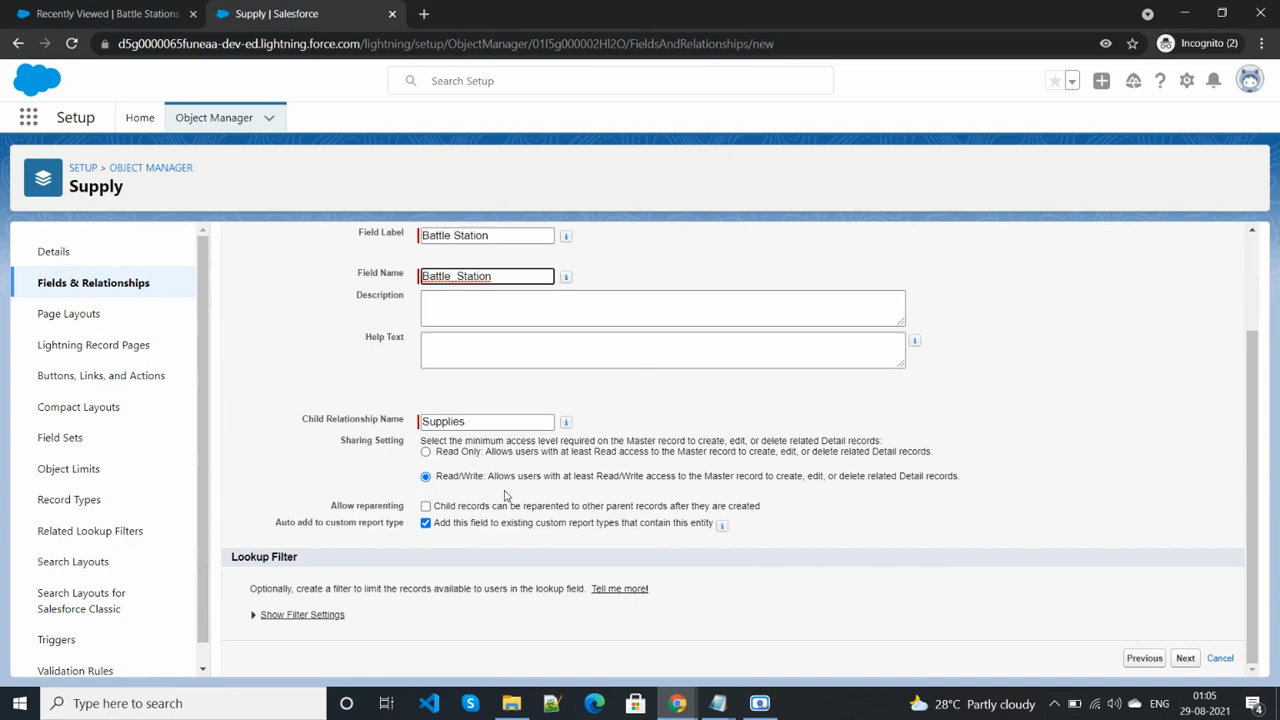 Recently Viewed | Battle Stations
Supply | Salesforce
d5g0000065funeaa-dev-ed.lightning.force.com/lightning/setup/ObjectManager/01I5g000002HI2O/FieldsAndRelationships/new
Incognito (2)
Search Setup
Setup
Home
Object Manager
SETUP > OBJECT MANAGER
Supply
Details
Fields & Relationships
Page Layouts
Lightning Record Pages
Buttons, Links, and Actions
Compact Layouts
Field Sets
Object Limits
Record Types
Related Lookup Filters
Search Layouts
Search Layouts for
Salesforce Classic
Triggers
Validation Rules
Field Label
Battle Station
Field Name
Battle_Station
Description
Help Text
Child Relationship Name
Supplies
Sharing Setting
Select the minimum access level required on the Master record to create, edit, or delete related Detail records:
Read Only: Allows users with at least Read access to the Master record to create, edit, or delete related Detail records.
Read/Write: Allows users with at least Read/Write access to the Master record to create, edit, or delete related Detail records.
Allow reparenting
Child records can be reparented to other parent records after they are created
Auto add to custom report type
Add this field to existing custom report types that contain this entity
Lookup Filter
Optionally, create a filter to limit the records available to users in the lookup field. Tell me more!
Show Filter Settings
Previous
Next
Cancel
Type here to search
28°C Partly cloudy
ENG
01:05
29-08-2021
4